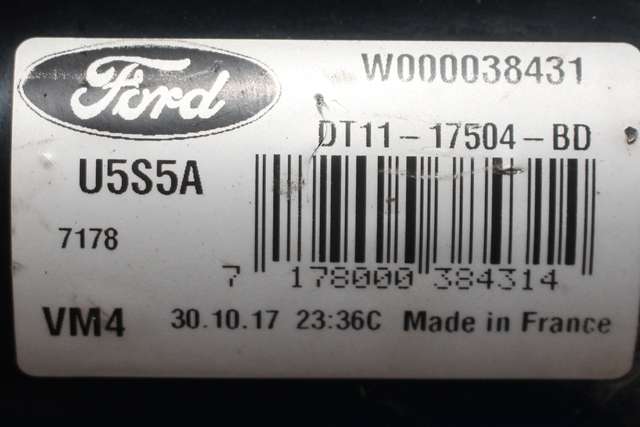 Ford
W000038431
DT11-17504-BD
U5S5A
7178
7 178000 384314
VM4 30.10.17 23:36C Made in France